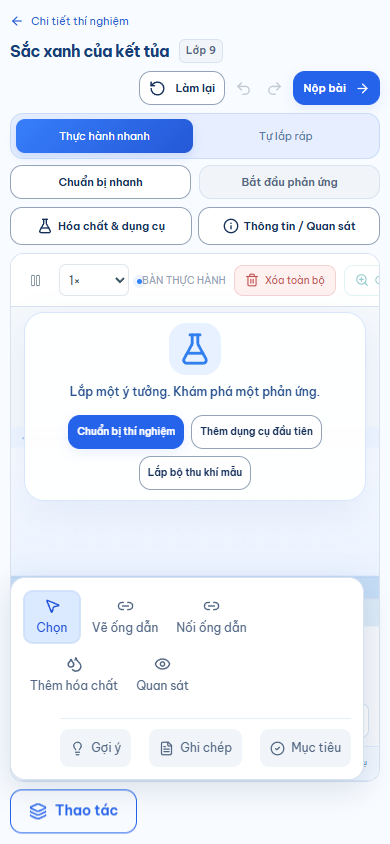 Chi tiết thí nghiệm
Sắc xanh của kết tủa
Lớp 9
Làm lại
Nộp bài
Thực hành nhanh
Tự lắp ráp
Chuẩn bị nhanh
Bắt đầu phản ứng
Hóa chất & dụng cụ
Thông tin / Quan sát
1×
BÀN THỰC HÀNH
Xóa toàn bộ
Lắp một ý tưởng. Khám phá một phản ứng.
Chuẩn bị thí nghiệm
Thêm dụng cụ đầu tiên
Lắp bộ thu khí mẫu
Chọn
Vẽ ống dẫn
Nối ống dẫn
Thêm hóa chất
Quan sát
Gợi ý
Ghi chép
Mục tiêu
Thao tác